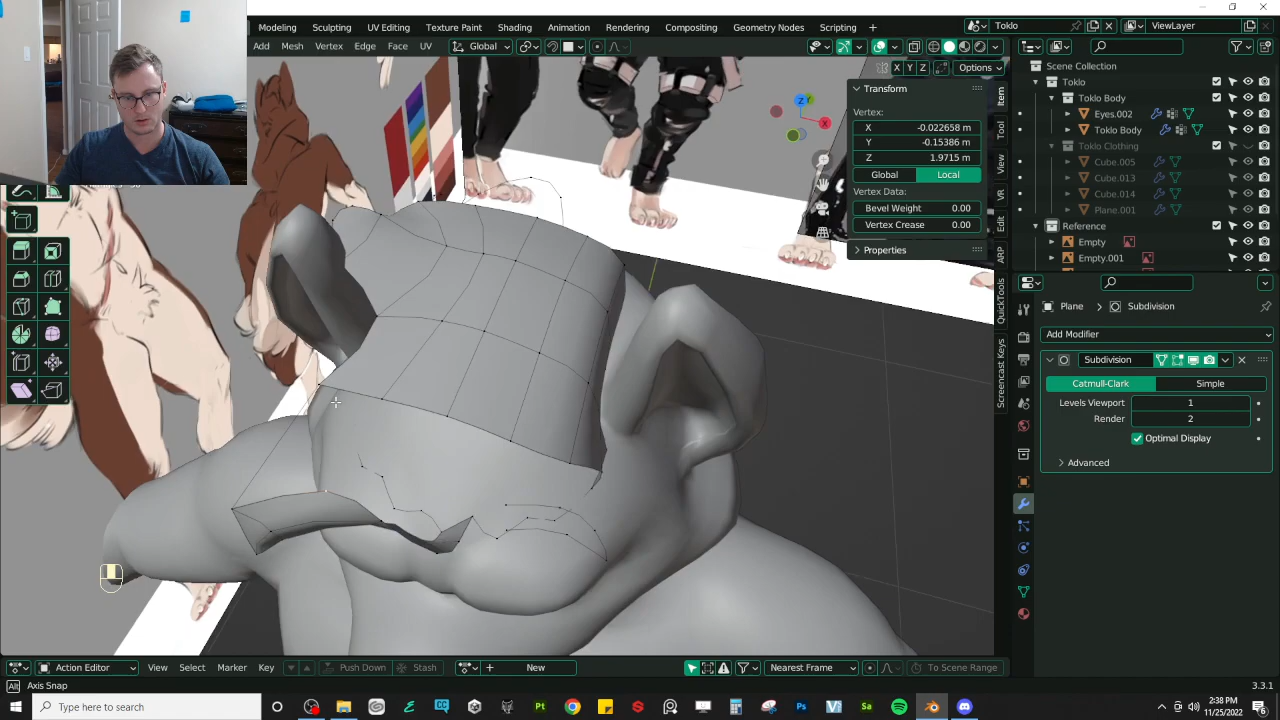 Modeling Sculpting UV Editing Texture Paint Shading Animation Rendering Compositing Geometry Nodes Scripting Toklo ViewLayer
Add Mesh Vertex Edge Face UV Global
X Y Z Options
Scene Collection
Toklo
Toklo Body
Eyes.002
Toklo Body
Toklo Clothing
Cube.005
Cube.013
Cube.014
Plane.001
Reference
Empty
Empty.001
Transform
Vertex:
X -0.022658 m
Y -0.15386 m
Z 1.9715 m
Global Local
Vertex Data:
Bevel Weight 0.00
Vertex Crease 0.00
Properties
Item
Tool
View
VR
Edit
ARP
QuickTools
Screencast Keys
Z
Y
X
Plane Subdivision
Add Modifier
Subdivision
Catmull-Clark Simple
Levels Viewport 1
Render 2
Optimal Display
Advanced
Action Editor View Select Marker Key Push Down Stash New Nearest Frame To Scene Range
Alt Axis Snap 3.3.1
Type here to search
2:38 PM
11/25/2022